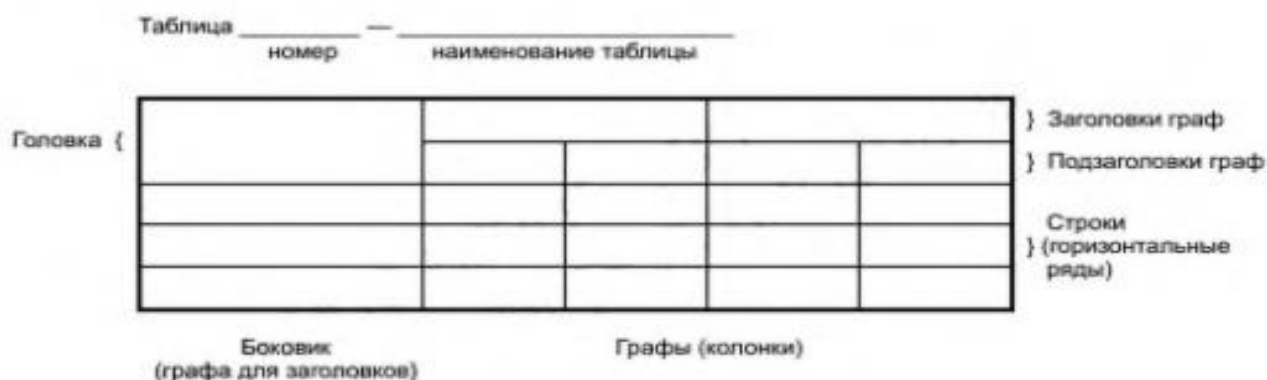 Таблица ________ — ______________________
номер наименование таблицы
Головка { } Заголовки граф
} Подзаголовки граф
Строки
} (горизонтальные
ряды)
Боковик Графы (колонки)
(графа для заголовков)